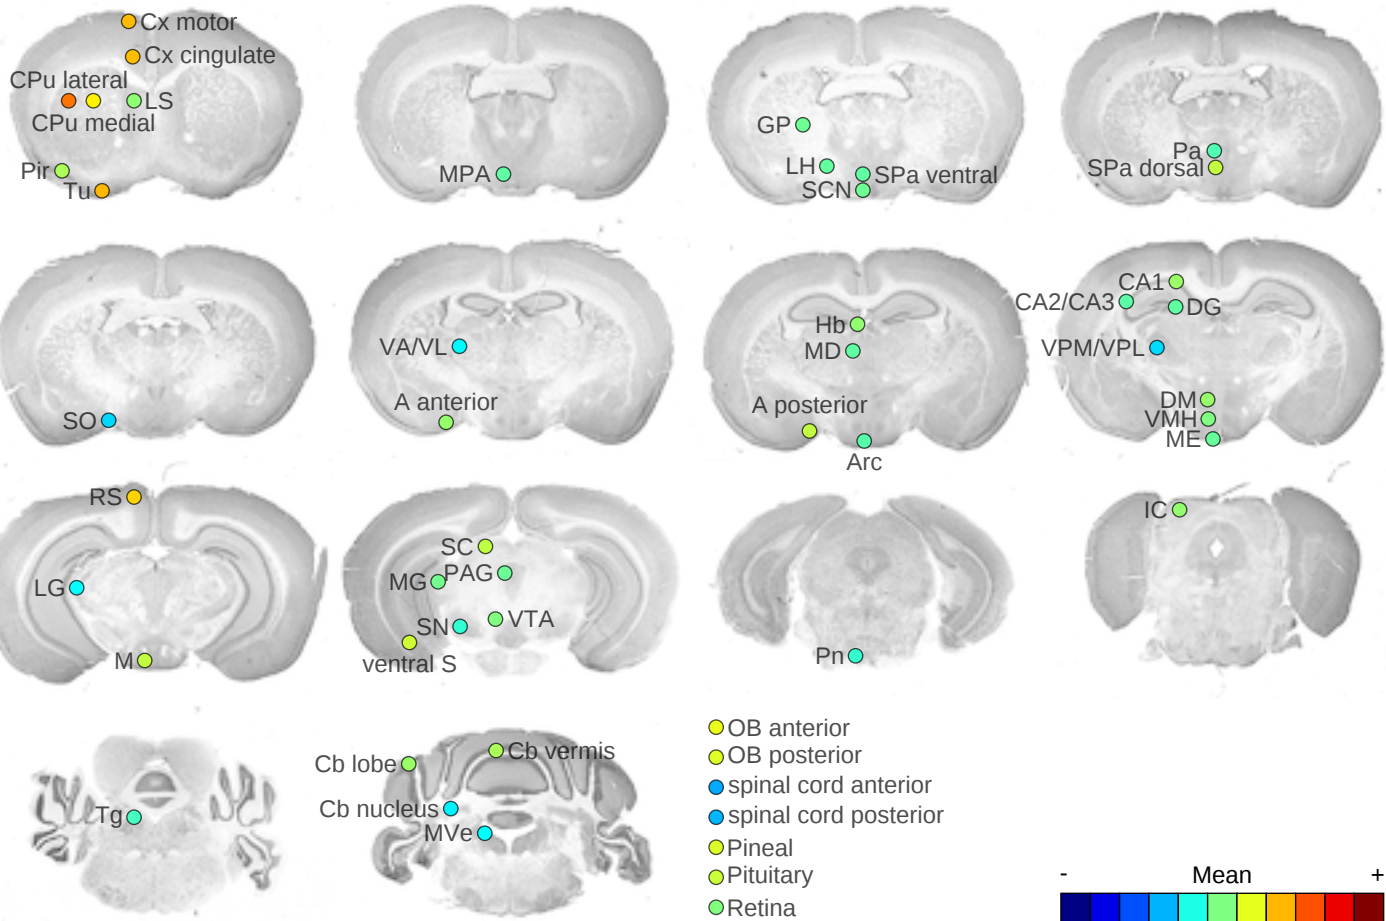 Cx motor
Cx cingulate
CPu lateral
LS
CPu medial
Pir
Tu
MPA
GP
LH
SPa ventral
SCN
Pa
SPa dorsal
SO
VA/VL
A anterior
Hb
MD
A posterior
Arc
CA1
CA2/CA3
DG
VPM/VPL
DM
VMH
ME
RS
LG
M
SC
MG
PAG
SN
VTA
ventral S
Pn
IC
Tg
Cb lobe
Cb vermis
Cb nucleus
MVe
OB anterior
OB posterior
spinal cord anterior
spinal cord posterior
Pineal
Pituitary
Retina
- Mean +